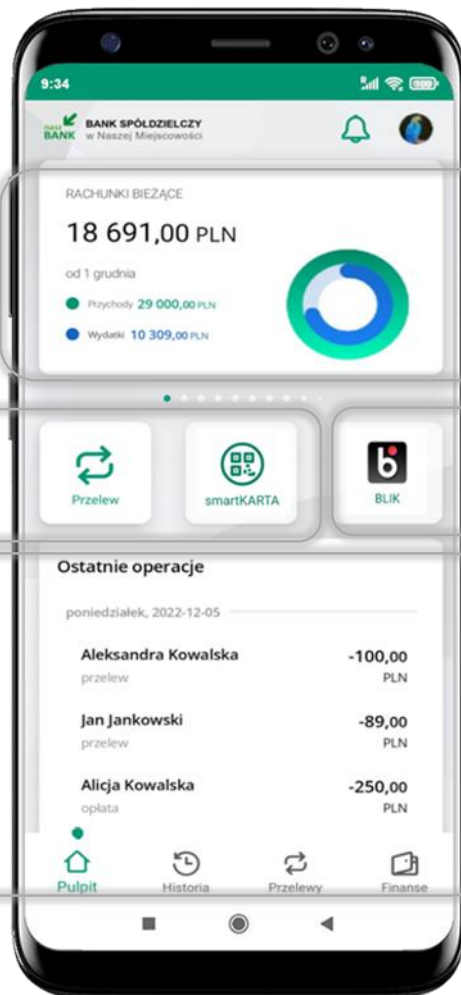 9:34
nasz
BANK
BANK SPÓŁDZIELCZY
w Naszej Miejscowości
RACHUNKI BIEŻĄCE
18 691,00 PLN
od 1 grudnia
Przychody 29 000,00 PLN
Wydatki 10 309,00 PLN
Przelew
smartKARTA
b
BLIK
Ostatnie operacje
poniedziałek, 2022-12-05
Aleksandra Kowalska -100,00
przelew PLN
Jan Jankowski -89,00
przelew PLN
Alicja Kowalska -250,00
opłata PLN
Pulpit Historia Przelewy Finanse